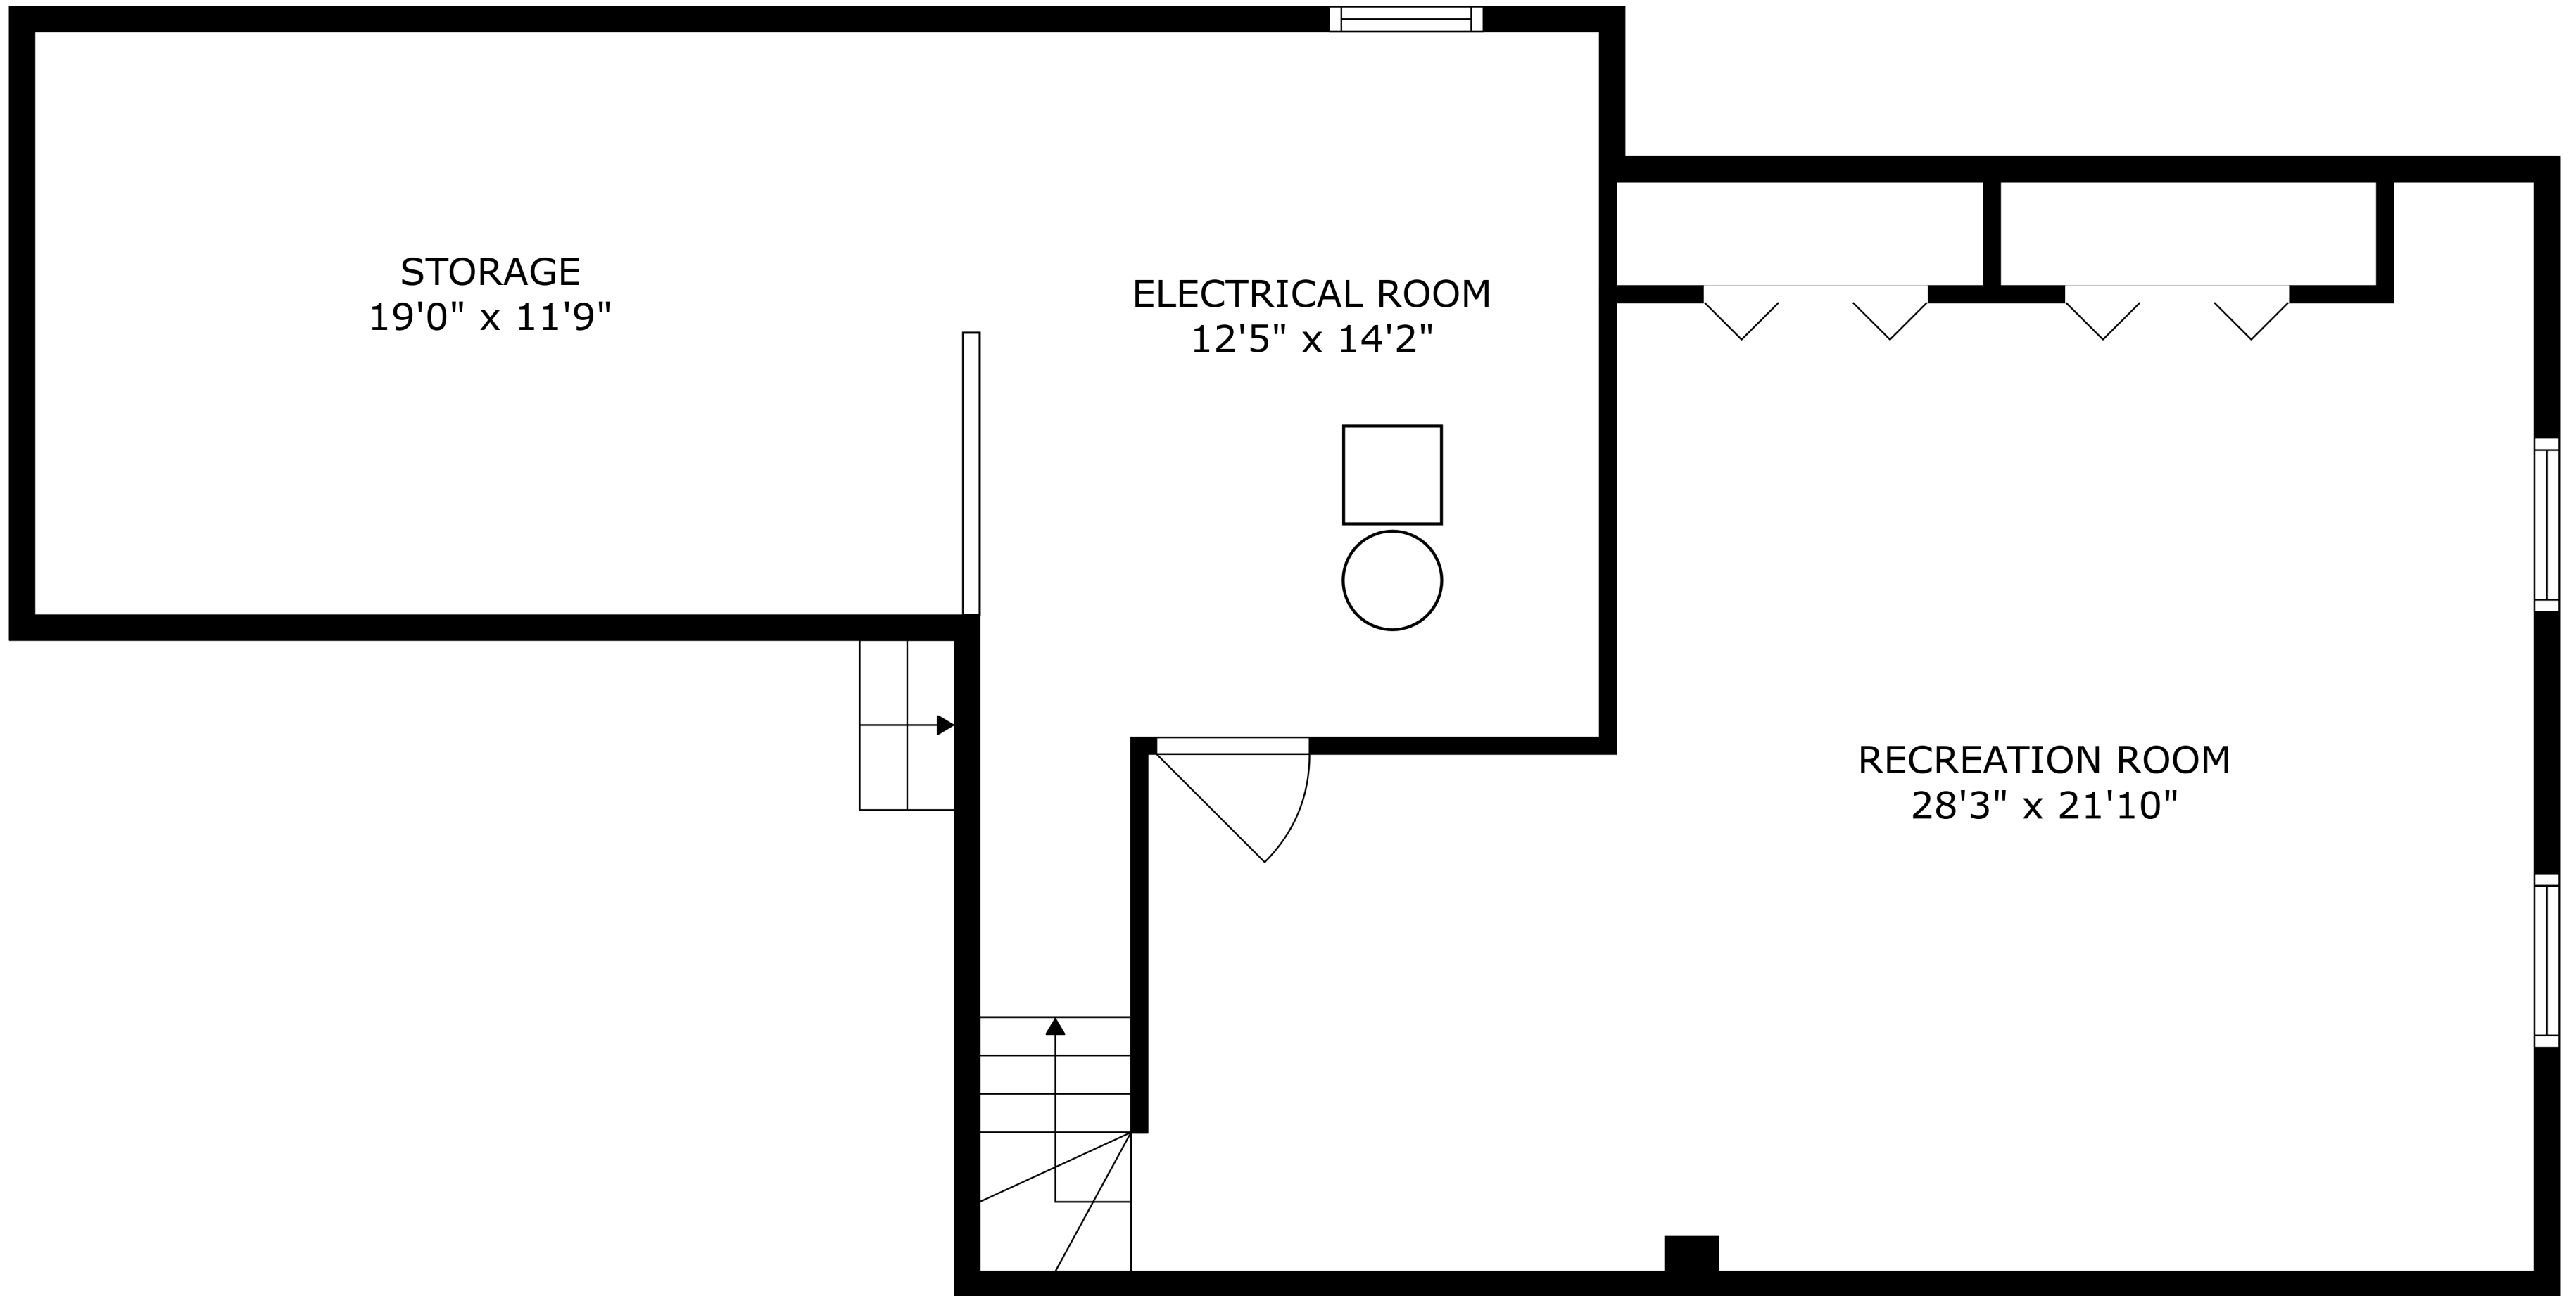 STORAGE
19'0" x 11'9"
ELECTRICAL ROOM
12'5" x 14'2"
RECREATION ROOM
28'3" x 21'10"